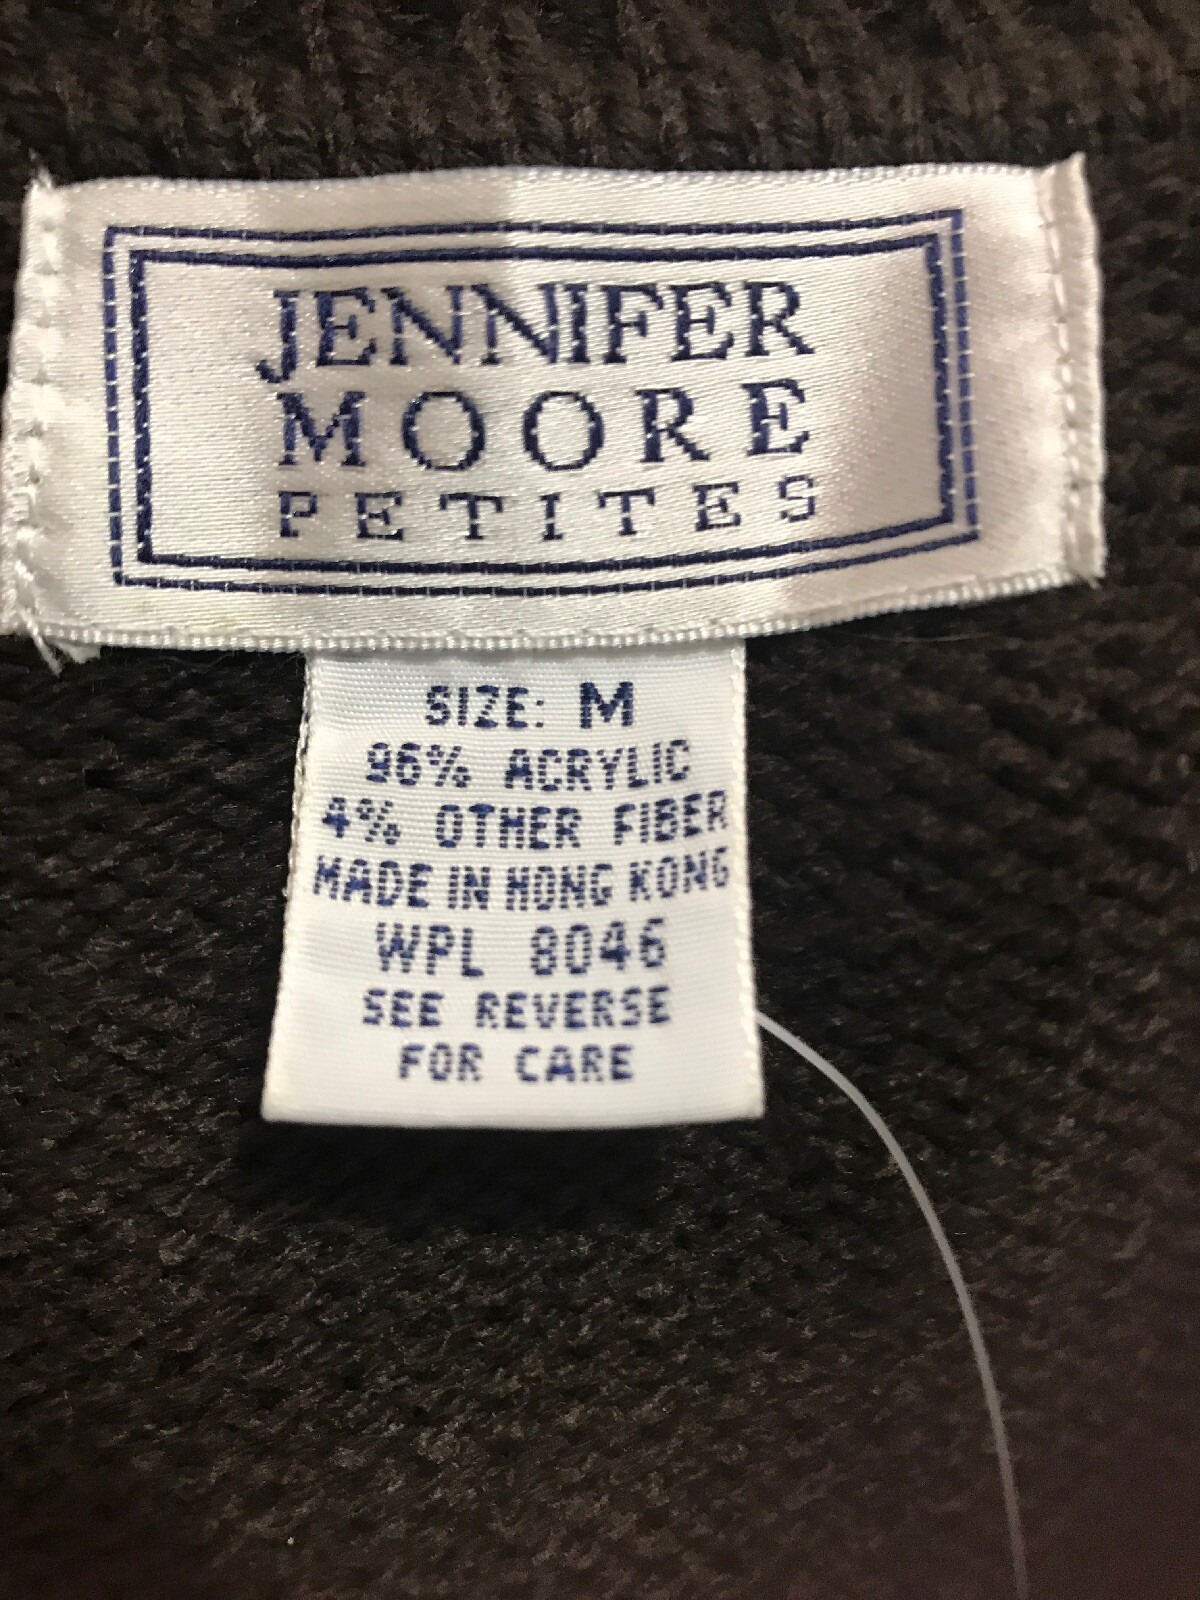 JENNIFER
MOORE
PETITES
SIZE: M
96% ACRYLIC
4% OTHER FIBER
MADE IN HONG KONG
WPL 8046
SEE REVERSE
FOR CARE